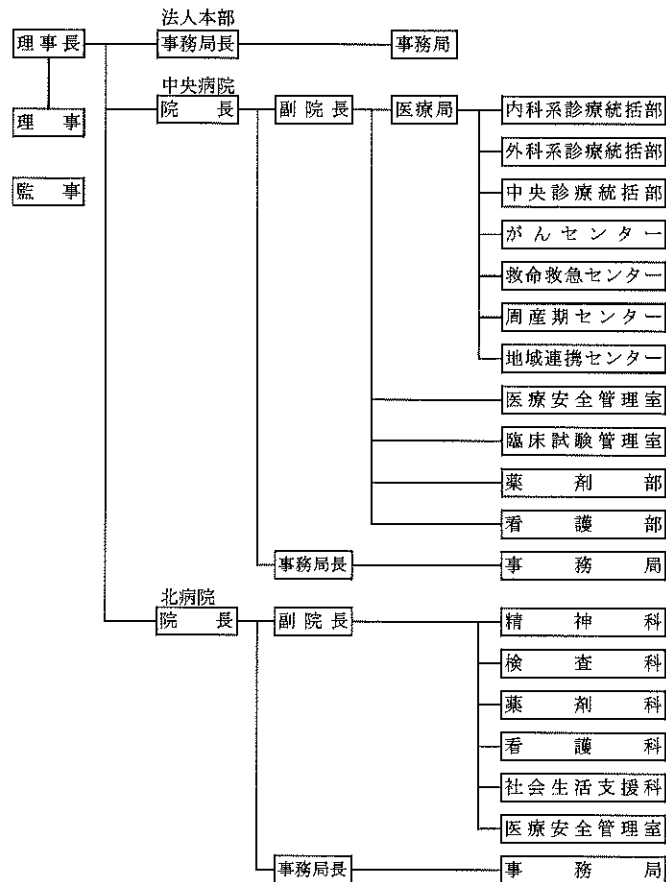 法人本部
理事長 事務局長 事務局
中央病院
理事 院長 副院長 医療局 内科系診療統括部
外科系診療統括部
監事 中央診療統括部
がんセンター
救命救急センター
周産期センター
地域連携センター
医療安全管理室
臨床試験管理室
薬剤部
看護部
事務局長 事務局
北病院
院長 副院長 精神科
検査科
薬剤科
看護科
社会生活支援科
医療安全管理室
事務局長 事務局